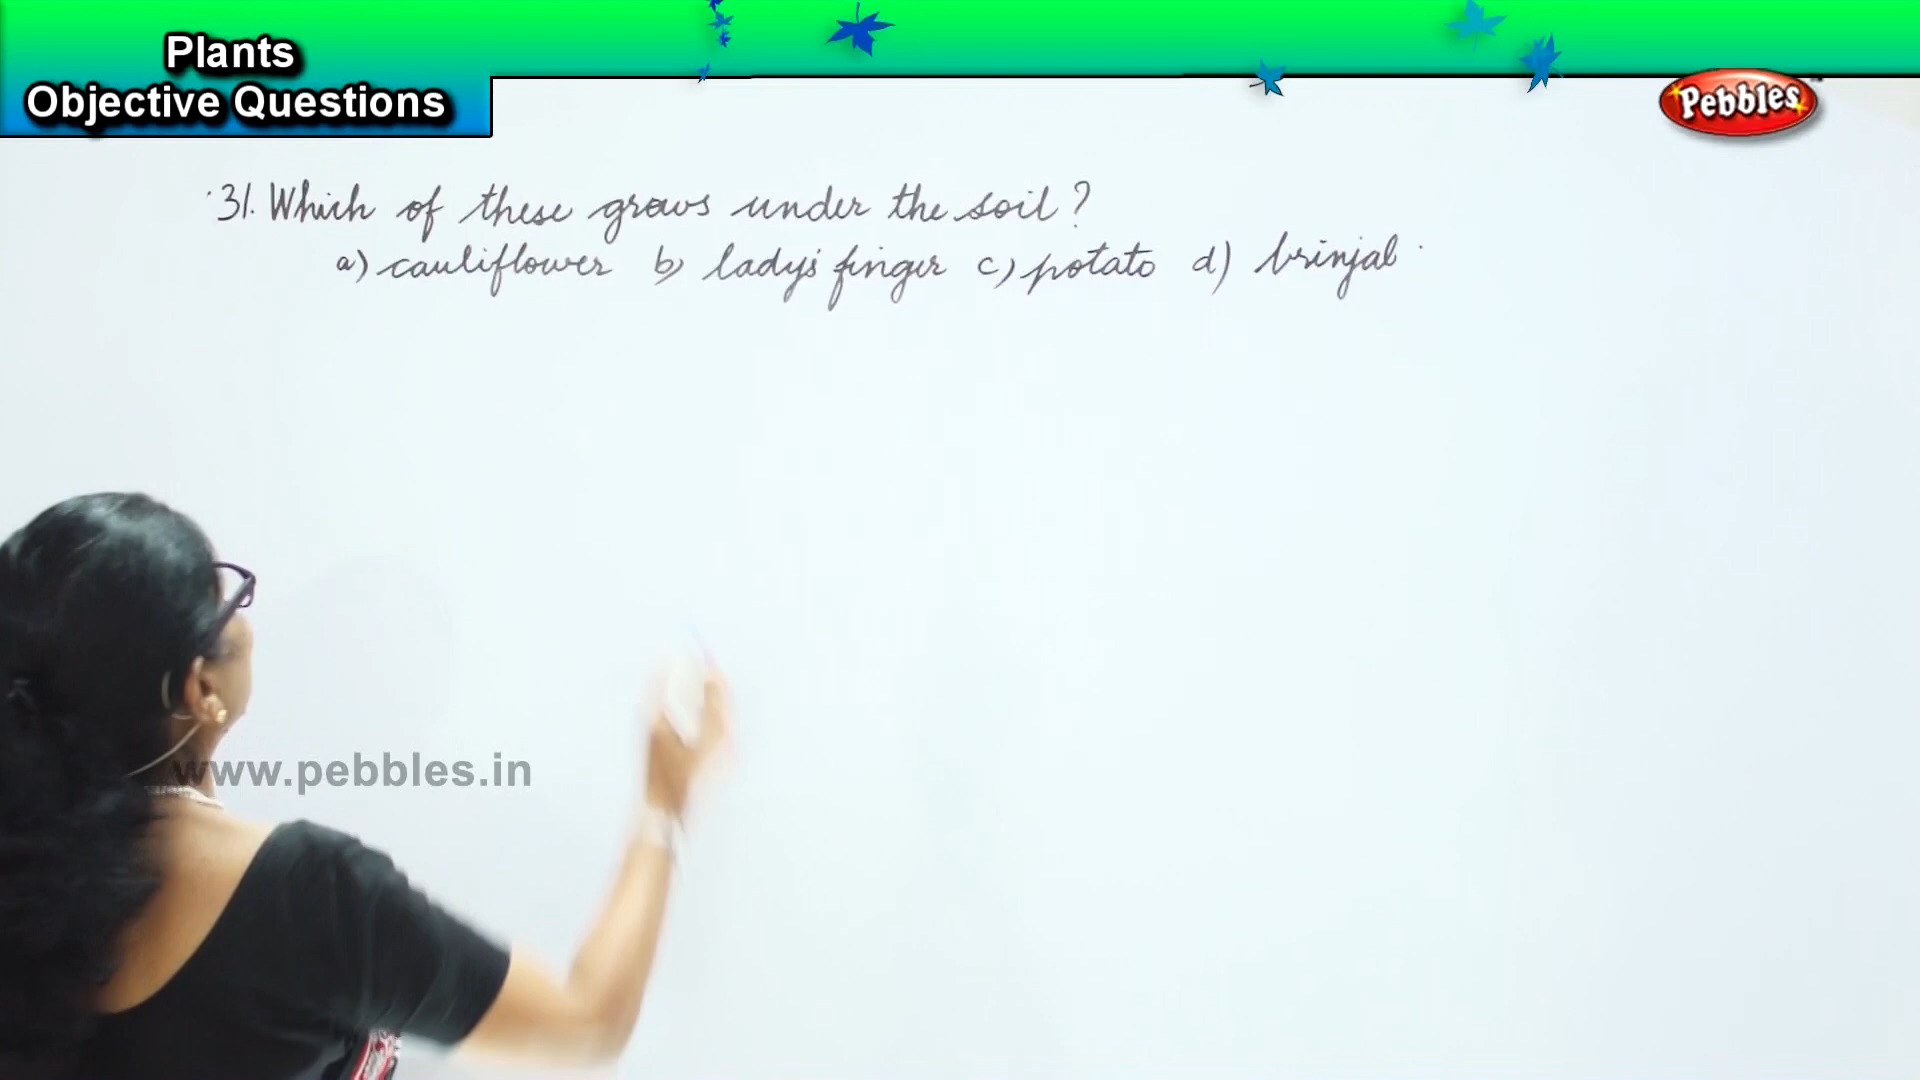 Plants
Objective Questions
Pebbles
31. Which of these grows under the soil?
a) cauliflower b) lady's finger c) potato d) brinjal
www.pebbles.in